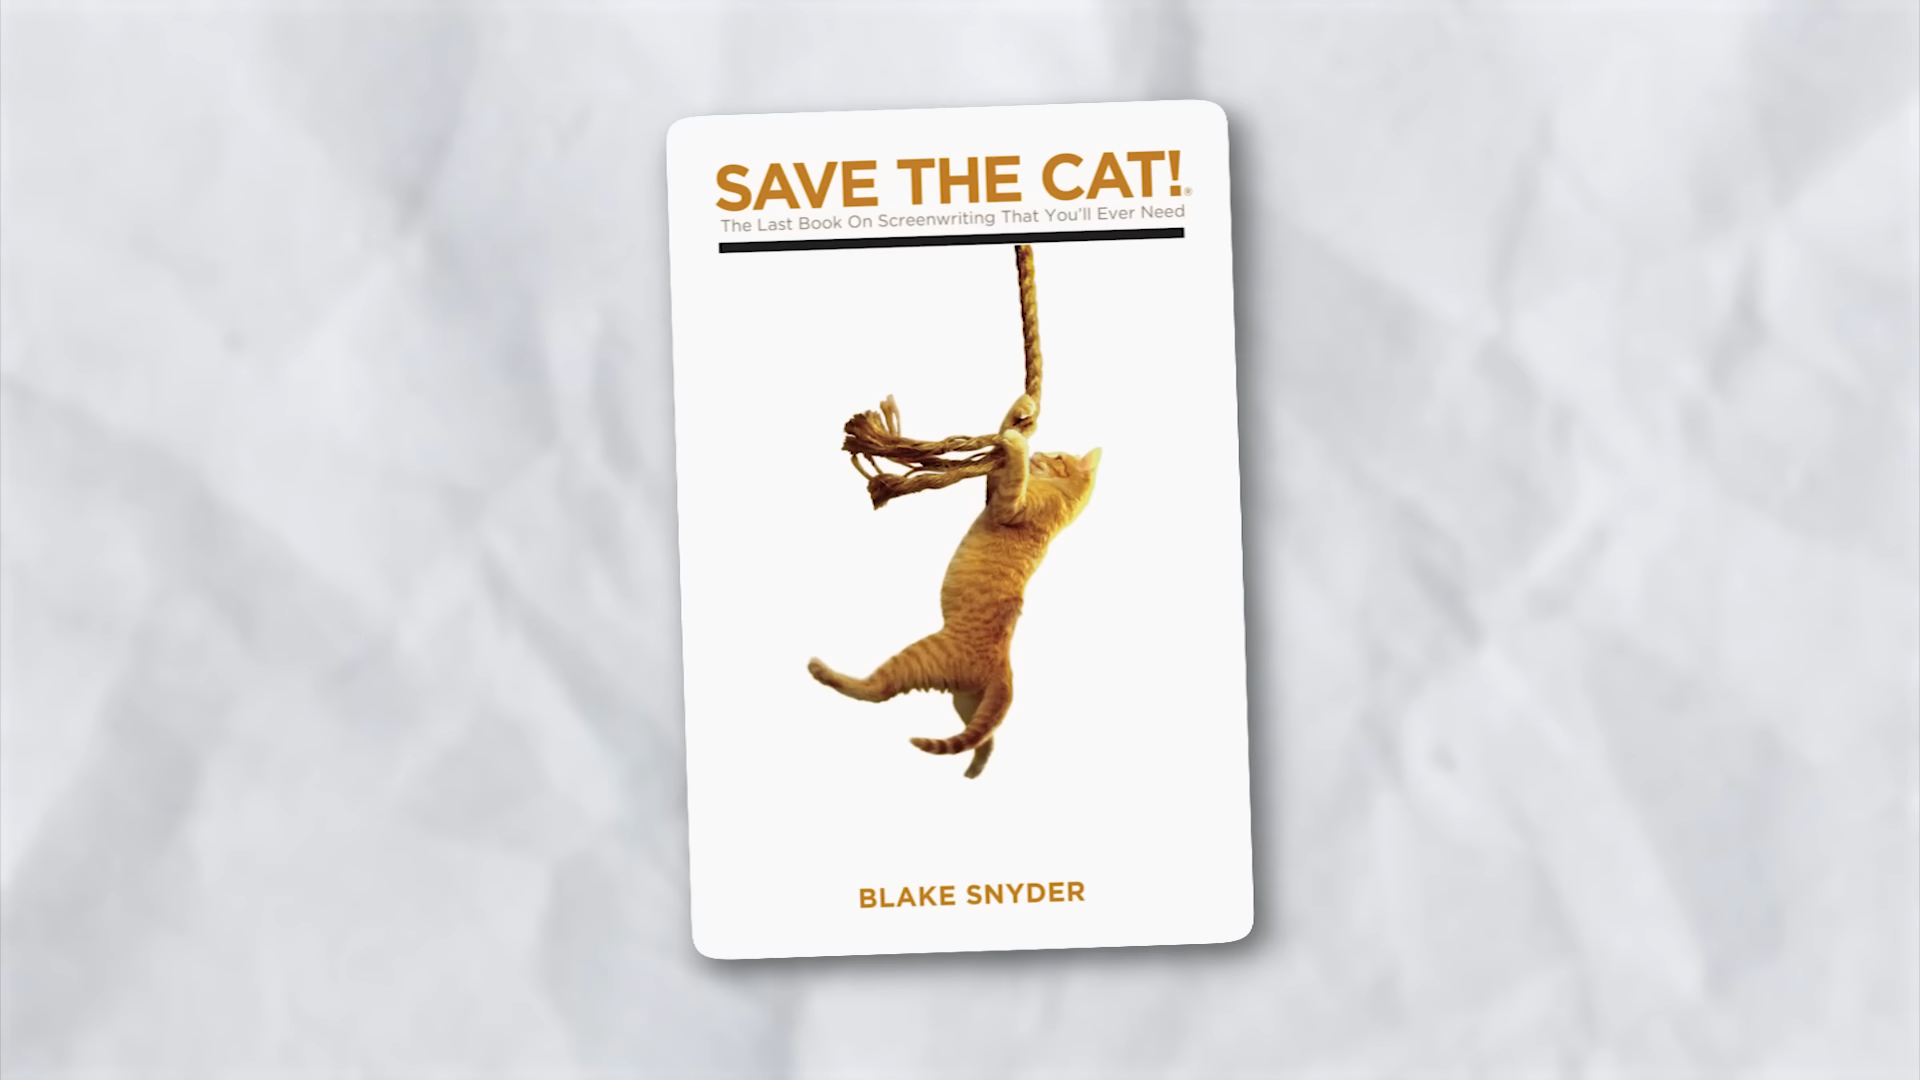 SAVE THE CAT!®
The Last Book On Screenwriting That You'll Ever Need
BLAKE SNYDER